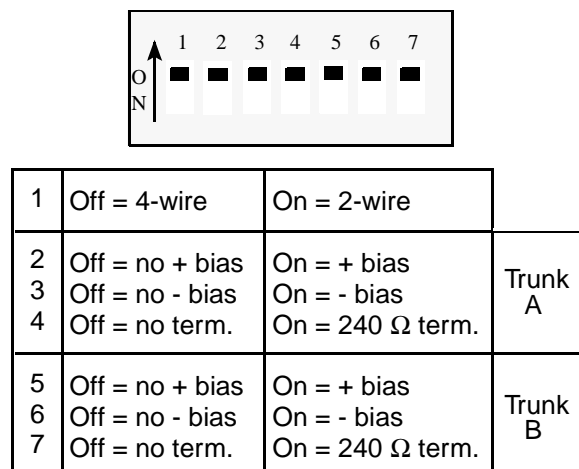 1 2 3 4 5 6 7
O
N
1 Off = 4-wire On = 2-wire
2 Off = no + bias On = + bias
3 Off = no - bias On = - bias
4 Off = no term. On = 240 Ω term.
Trunk
A
5 Off = no + bias On = + bias
6 Off = no - bias On = - bias
7 Off = no term. On = 240 Ω term.
Trunk
B